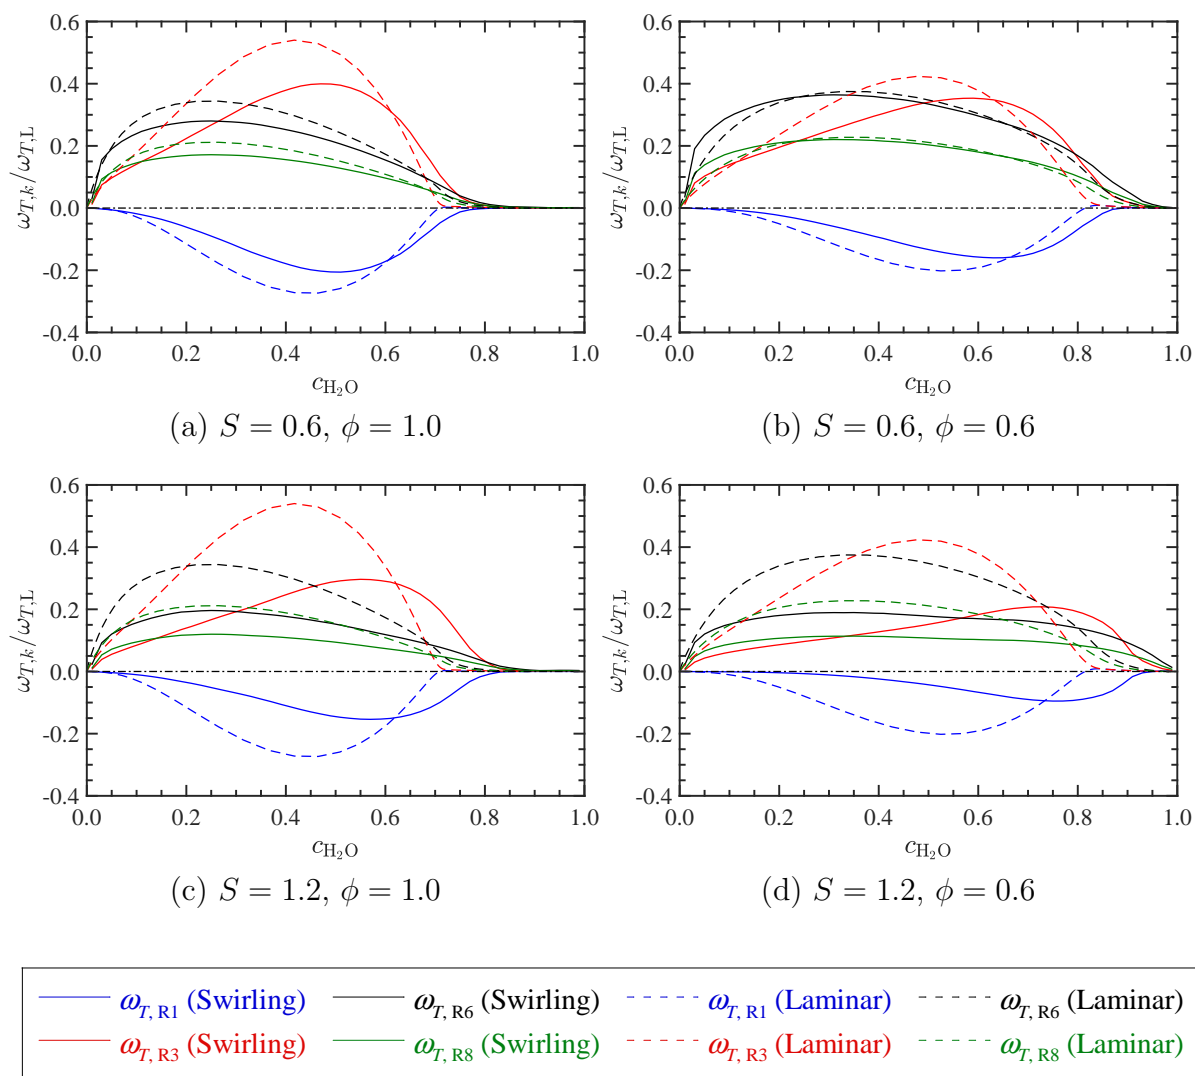 0.6
0.4
0.2
0.0
-0.2
-0.4
ω_{T,k}/ω_{T,L}
0.0 0.2 0.4 0.6 0.8 1.0
c_{H₂O}
(a) S = 0.6, ϕ = 1.0
0.6
0.4
0.2
0.0
-0.2
-0.4
ω_{T,k}/ω_{T,L}
0.0 0.2 0.4 0.6 0.8 1.0
c_{H₂O}
(b) S = 0.6, ϕ = 0.6
0.6
0.4
0.2
0.0
-0.2
-0.4
ω_{T,k}/ω_{T,L}
0.0 0.2 0.4 0.6 0.8 1.0
c_{H₂O}
(c) S = 1.2, ϕ = 1.0
0.6
0.4
0.2
0.0
-0.2
-0.4
ω_{T,k}/ω_{T,L}
0.0 0.2 0.4 0.6 0.8 1.0
c_{H₂O}
(d) S = 1.2, ϕ = 0.6
ω_{T, R1} (Swirling) ω_{T, R6} (Swirling) ω_{T, R1} (Laminar) ω_{T, R6} (Laminar)
ω_{T, R3} (Swirling) ω_{T, R8} (Swirling) ω_{T, R3} (Laminar) ω_{T, R8} (Laminar)